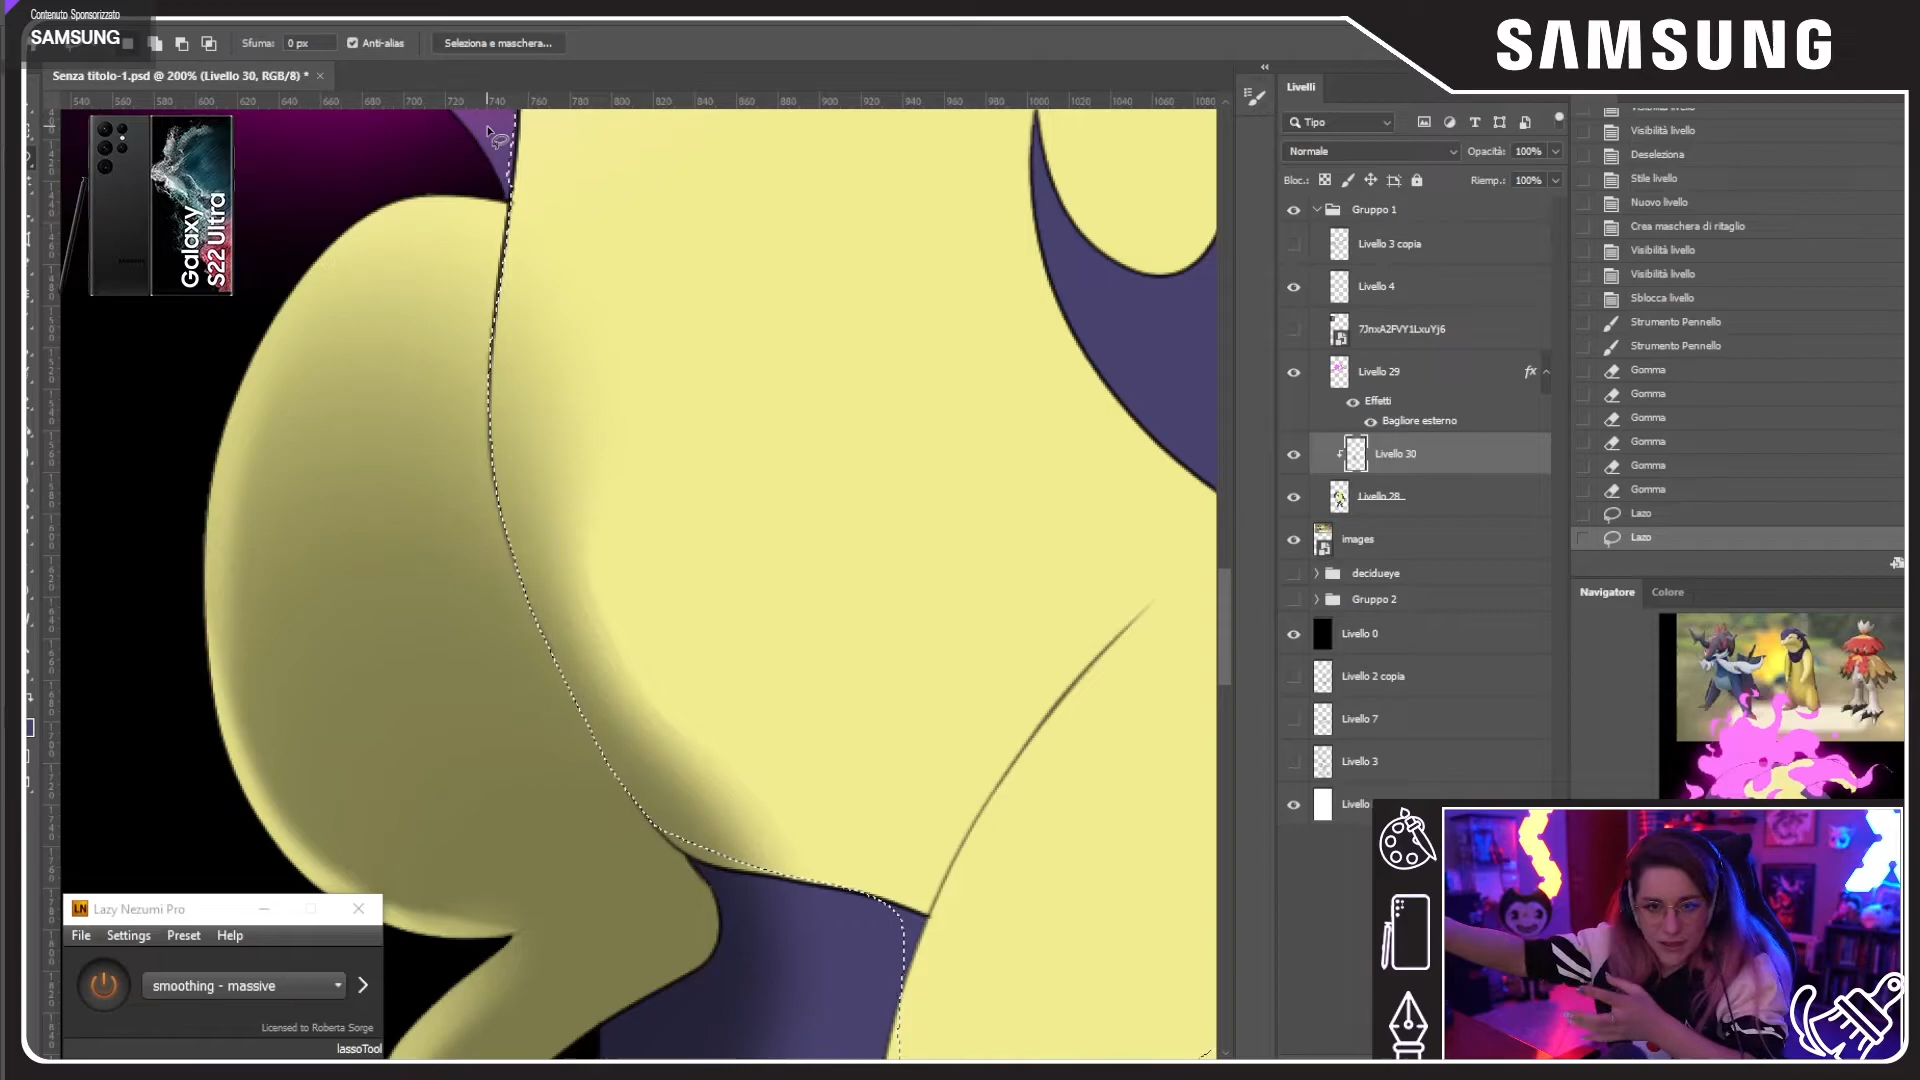 Contenuto Sponsorizzato
SAMSUNG
SAMSUNG
Sfuma: 0 px Anti-alias Seleziona e maschera...
Senza titolo-1.psd @ 200% (Livello 30, RGB/8) * ×
540 560 580 600 620 640 660 680 700 720 740 760 780 800 820 840 860 880 900 920 940 960 980 1000 1020 1040 1060 1080
Galaxy
S22 Ultra
Livelli
Tipo
Normale Opacità: 100%
Bloc.: Riemp.: 100%
Gruppo 1
Livello 3 copia
Livello 4
7JnxA2FVY1LxuYj6
Livello 29 fx
Effetti
Bagliore esterno
Livello 30
Livello 28
images
decidueye
Gruppo 2
Livello 0
Livello 2 copia
Livello 7
Livello 3
Livello
Visibilità livello
Visibilità livello
Deseleziona
Stile livello
Nuovo livello
Crea maschera di ritaglio
Visibilità livello
Visibilità livello
Sblocca livello
Strumento Pennello
Strumento Pennello
Gomma
Gomma
Gomma
Gomma
Gomma
Gomma
Lazo
Lazo
Navigatore Colore
LN Lazy Nezumi Pro
File Settings Preset Help
smoothing - massive
Licensed to Roberta Sorge
lassoTool